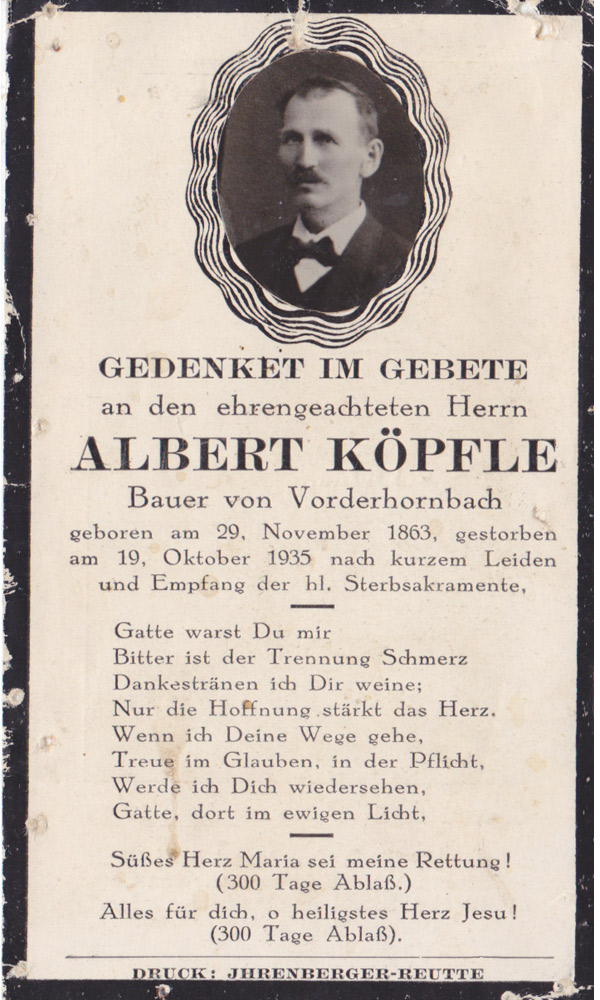 GEDENKET IM GEBETE
an den ehrengeachteten Herrn
ALBERT KÖPFLE
Bauer von Vorderhornbach
geboren am 29, November 1863, gestorben
am 19, Oktober 1935 nach kurzem Leiden
und Empfang der hl. Sterbsakramente,
Gatte warst Du mir
Bitter ist der Trennung Schmerz
Dankestränen ich Dir weine;
Nur die Hoffnung stärkt das Herz.
Wenn ich Deine Wege gehe,
Treue im Glauben, in der Pflicht,
Werde ich Dich wiedersehen,
Gatte, dort im ewigen Licht,
Süßes Herz Maria sei meine Rettung!
(300 Tage Ablaß.)
Alles für dich, o heiligstes Herz Jesu!
(300 Tage Ablaß).
DRUCK: JHRENBERGER-REUTTE